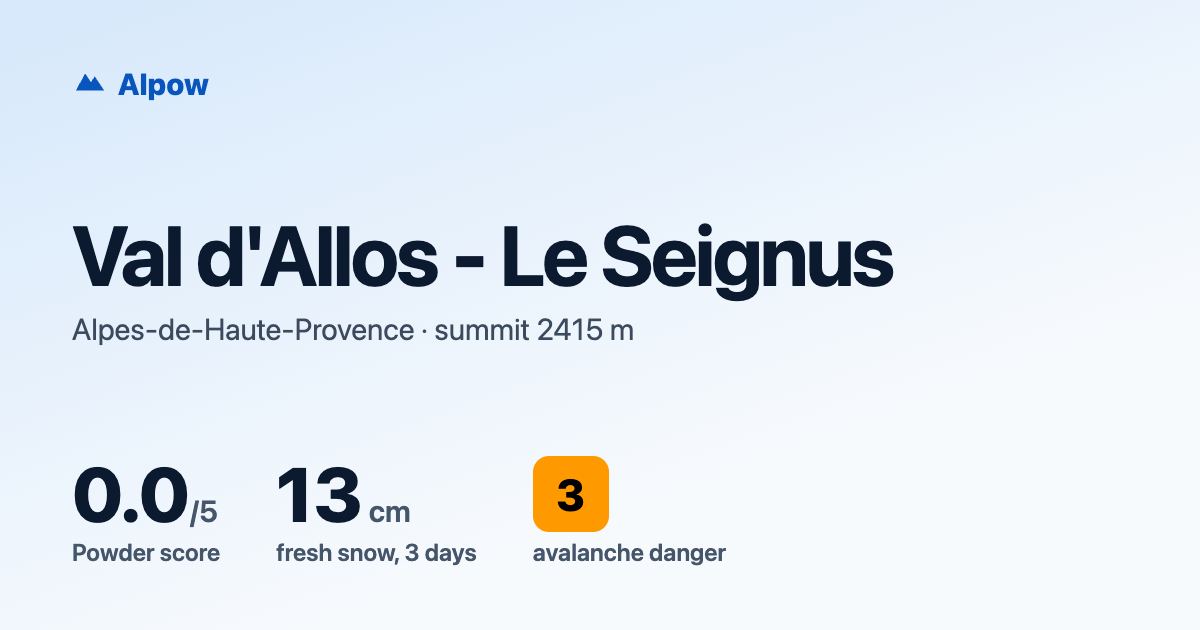 Alpow
Val d'Allos - Le Seignus
Alpes-de-Haute-Provence · summit 2415 m
0.0/5 13 cm 3
Powder score fresh snow, 3 days avalanche danger